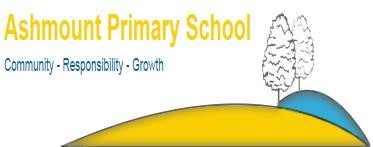 Ashmount Primary School
Community - Responsibility - Growth